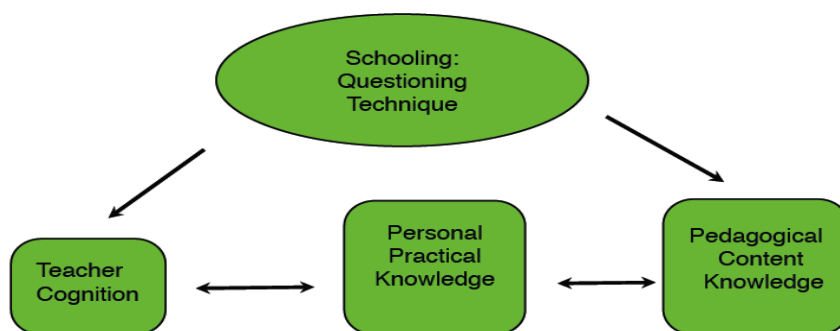 Schooling:
Questioning
Technique
Teacher
Cognition
Personal
Practical
Knowledge
Pedagogical
Content
Knowledge